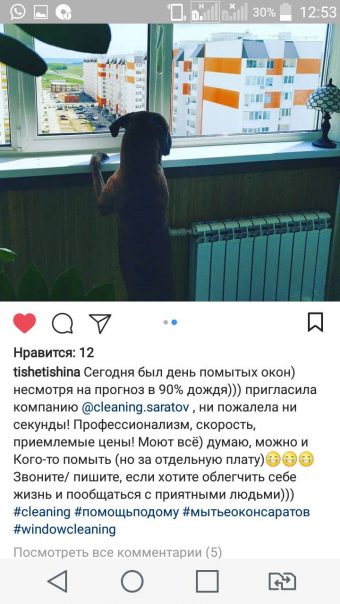 30% 12:53
Нравится: 12
tishetishina Сегодня был день помытых окон)
несмотря на прогноз в 90% дождя))) пригласила
компанию @cleaning.saratov , ни пожалела ни
секунды! Профессионализм, скорость,
приемлемые цены! Моют всё) думаю, можно и
Кого-то помыть (но за отдельную плату)😁😁😁
Звоните/ пишите, если хотите облегчить себе
жизнь и пообщаться с приятными людьми)))
#cleaning #помощьподому #мытьеоконсаратов
#windowcleaning
Посмотреть все комментарии (5)